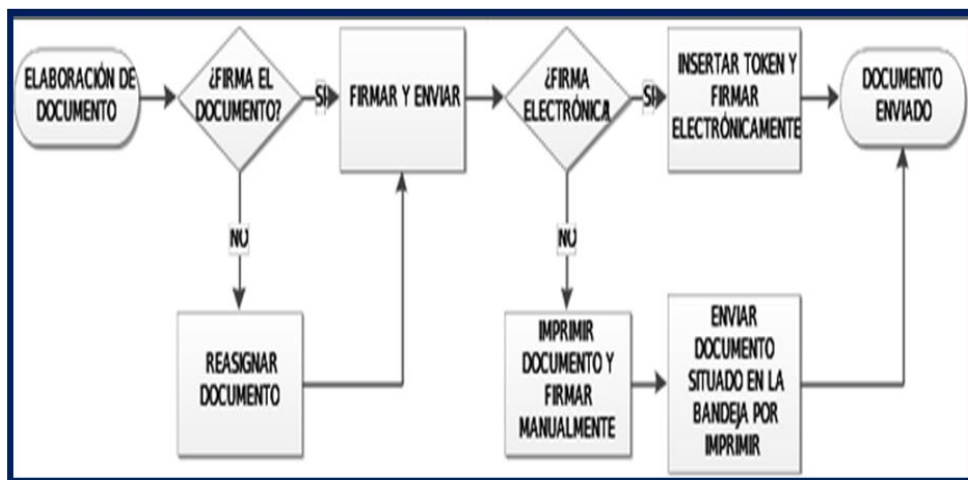 ELABORACIÓN DE
DOCUMENTO
¿FIRMA EL
DOCUMENTO?
SI
FIRMAR Y ENVIAR
¿FIRMA
ELECTRÓNICA
SI
INSERTAR TOKEN Y
FIRMAR
ELECTRÓNICAMENTE
DOCUMENTO
ENVIADO
NO
NO
REASIGNAR
DOCUMENTO
IMPRIMIR
DOCUMENTO Y
FIRMAR
MANUALMENTE
ENVIAR
DOCUMENTO
SITUADO EN LA
BANDEJA POR
IMPRIMIR